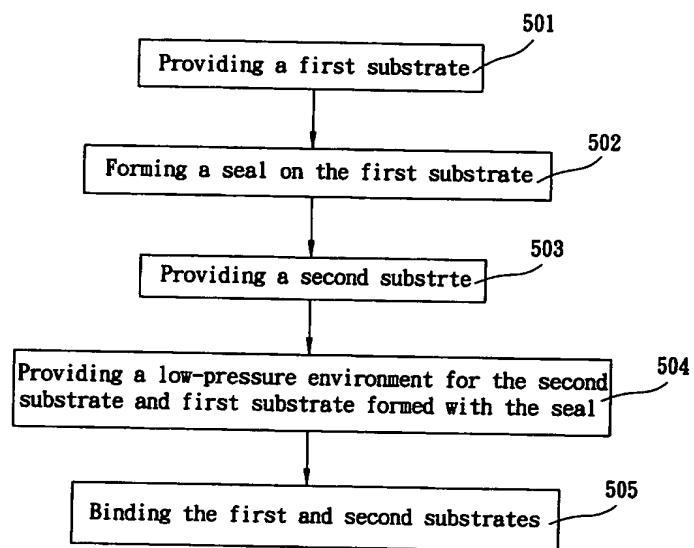 501
Providing a first substrate
502
Forming a seal on the first substrate
503
Providing a second substrte
504
Providing a low-pressure environment for the second
substrate and first substrate formed with the seal
505
Binding the first and second substrates